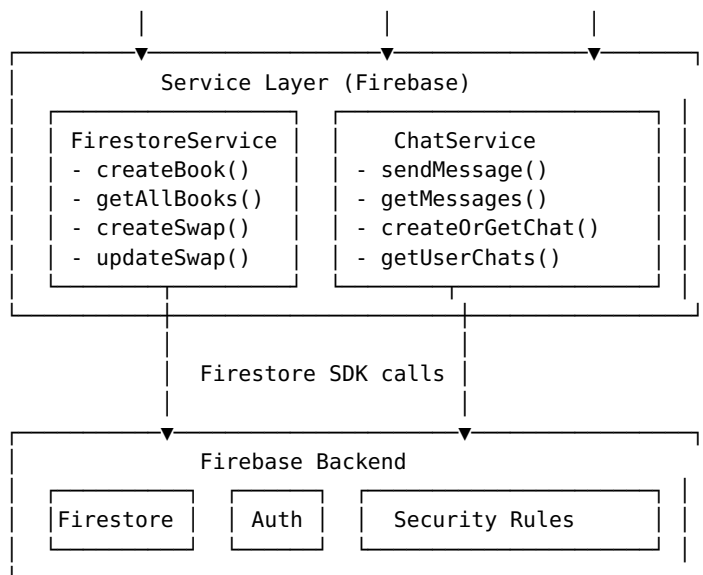 Service Layer (Firebase)
FirestoreService ChatService
- createBook() - sendMessage()
- getAllBooks() - getMessages()
- createSwap() - createOrGetChat()
- updateSwap() - getUserChats()
Firestore SDK calls
Firebase Backend
Firestore Auth Security Rules